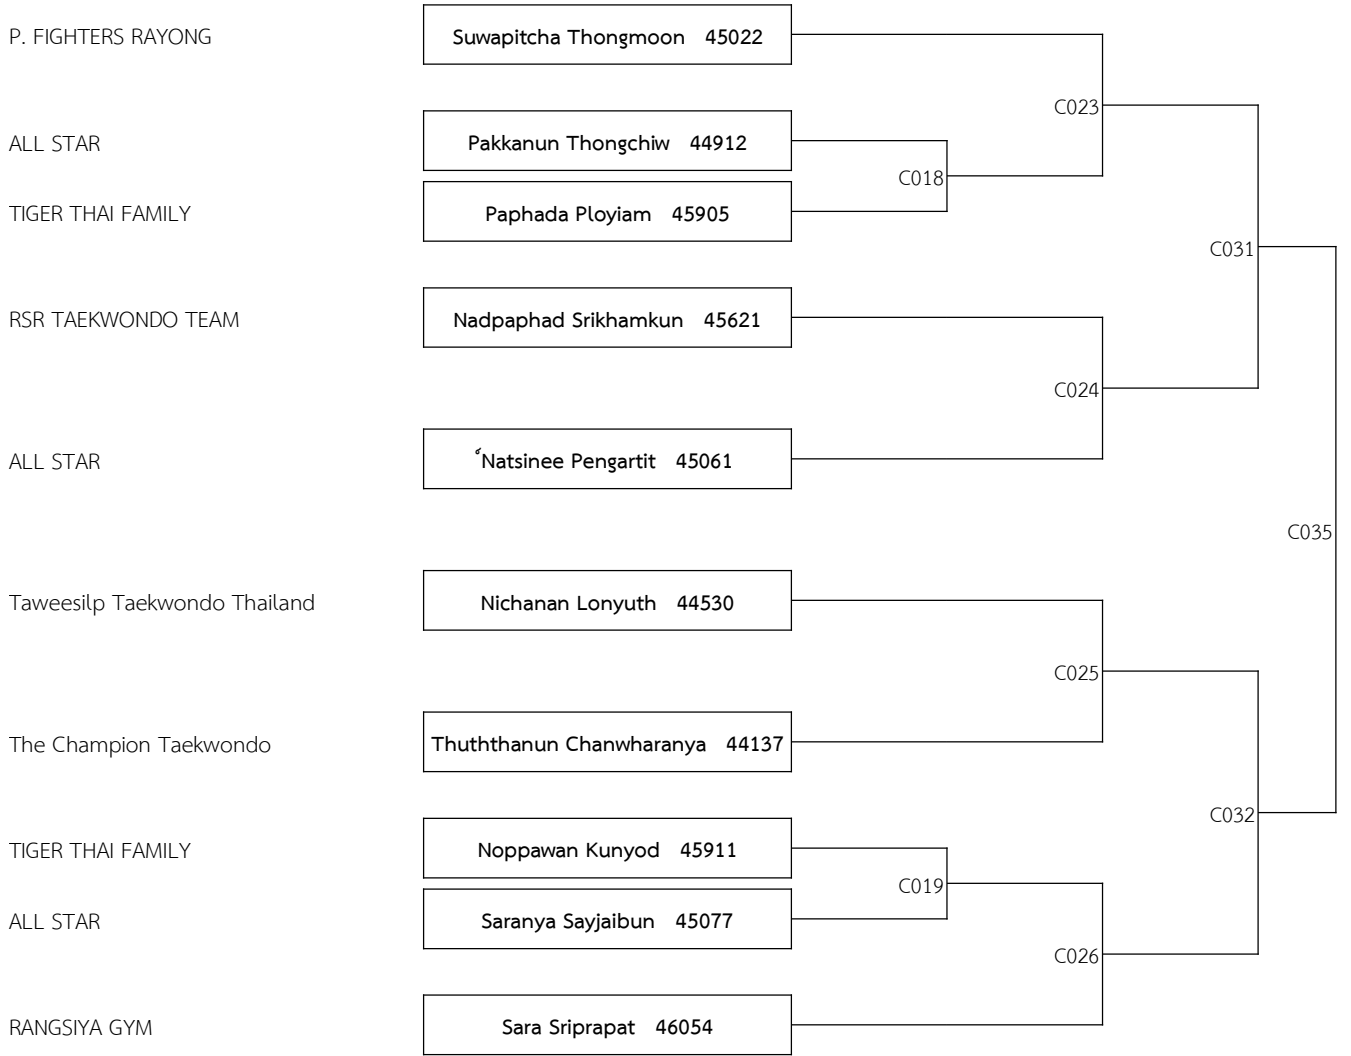 P. FIGHTERS RAYONG Suwapitcha Thongmoon 45022
C023
ALL STAR Pakkanun Thongchiw 44912
C018
TIGER THAI FAMILY Paphada Ployiam 45905
C031
RSR TAEKWONDO TEAM Nadpaphad Srikhamkun 45621
C024
ALL STAR ์Natsinee Pengartit 45061
C035
Taweesilp Taekwondo Thailand Nichanan Lonyuth 44530
C025
The Champion Taekwondo Thuththanun Chanwharanya 44137
C032
TIGER THAI FAMILY Noppawan Kunyod 45911
C019
ALL STAR Saranya Sayjaibun 45077
C026
RANGSIYA GYM Sara Sriprapat 46054